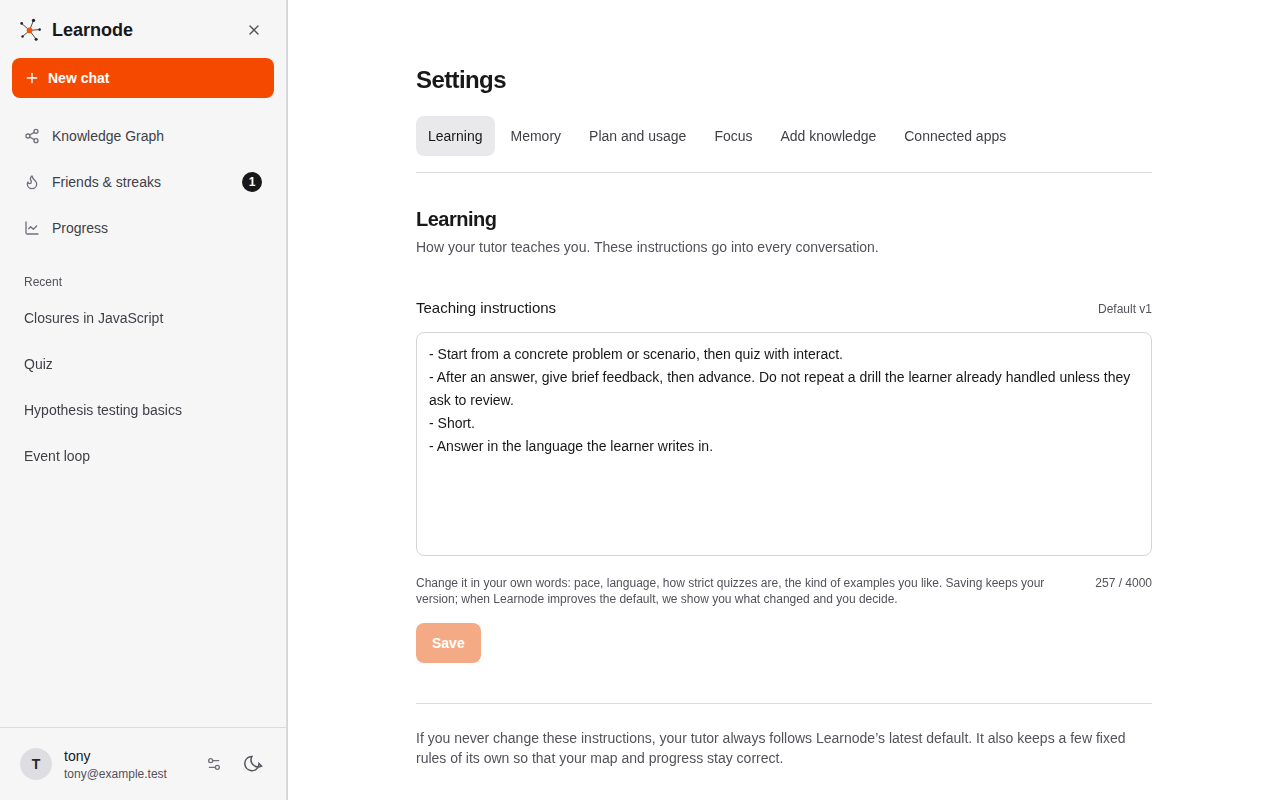 Learnode
New chat
Knowledge Graph
Friends & streaks
1
Progress
Recent
Closures in JavaScript
Quiz
Hypothesis testing basics
Event loop
T
tony
tony@example.test
Settings
Learning
Memory
Plan and usage
Focus
Add knowledge
Connected apps
Learning
How your tutor teaches you. These instructions go into every conversation.
Teaching instructions
Default v1
- Start from a concrete problem or scenario, then quiz with interact.
- After an answer, give brief feedback, then advance. Do not repeat a drill the learner already handled unless they
ask to review.
- Short.
- Answer in the language the learner writes in.
Change it in your own words: pace, language, how strict quizzes are, the kind of examples you like. Saving keeps your
version; when Learnode improves the default, we show you what changed and you decide.
257 / 4000
Save
If you never change these instructions, your tutor always follows Learnode's latest default. It also keeps a few fixed
rules of its own so that your map and progress stay correct.